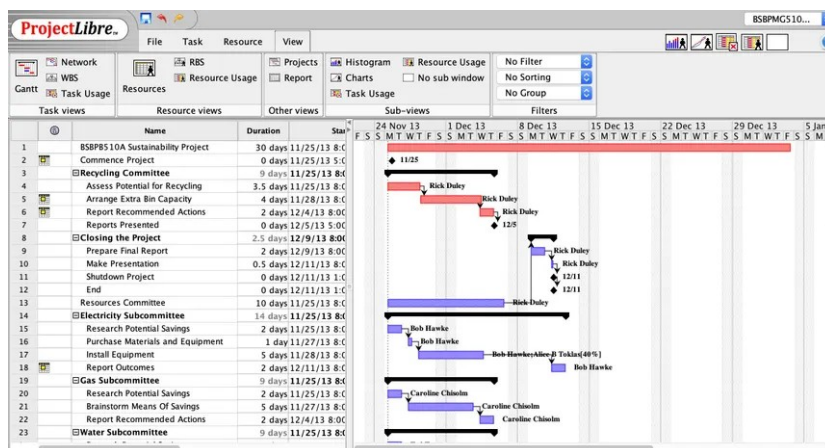 ProjectLibre™
BSBPMG510...
File Task Resource View
Network
WBS
Task Usage
Gantt
Task views
RBS
Resource Usage
Resources
Resource views
Projects
Report
Other views
Histogram
Charts
Task Usage
Resource Usage
No sub window
Sub-views
No Filter
No Sorting
No Group
Filters
Name Duration
24 Nov 13 1 Dec 13 8 Dec 13 15 Dec 13 22 Dec 13 29 Dec 13
F S S M T W T F S S M T W T F S S M T W T F S S M T W T F S S M T W T F S S M T W T F S S
1 BSBPB510A Sustainability Project 30 days 11/25/13 8:0
2 Commence Project 0 days 11/25/13 5:0 11/25
3 Recycling Committee 9 days 11/25/13 8:0
4 Assess Potential for Recycling 3.5 days 11/25/13 8:0 Rick Duley
5 Arrange Extra Bin Capacity 4 days 11/28/13 8:0 Rick Duley
6 Report Recommended Actions 2 days 12/4/13 8:00 Rick Duley
7 Reports Presented 0 days 12/5/13 5:00 12/5
8 Closing the Project 2.5 days 12/9/13 8:00
9 Prepare Final Report 2 days 12/9/13 8:00 Rick Duley
10 Make Presentation 0.5 days 12/11/13 8:0 Rick Duley
11 Shutdown Project 0 days 12/11/13 1:0 12/11
12 End 0 days 12/11/13 1:0 12/11
13 Resources Committee 10 days 11/25/13 8:0 Rick Duley
14 Electricity Subcommittee 14 days 11/25/13 8:0
15 Research Potential Savings 2 days 11/25/13 8:0 Bob Hawke
16 Purchase Materials and Equipment 1 day 11/27/13 8:0 Bob Hawke
17 Install Equipment 5 days 11/28/13 8:0 Bob Hawke;Alice B Toklas[40%]
18 Report Outcomes 2 days 12/11/13 8:0 Bob Hawke
19 Gas Subcommittee 9 days 11/25/13 8:0
20 Research Potential Savings 2 days 11/25/13 8:0 Caroline Chisolm
21 Brainstorm Means Of Savings 5 days 11/27/13 8:0 Caroline Chisolm
22 Report Recommended Actions 2 days 12/4/13 8:00 Caroline Chisolm
23 Water Subcommittee 9 days 11/25/13 8:0